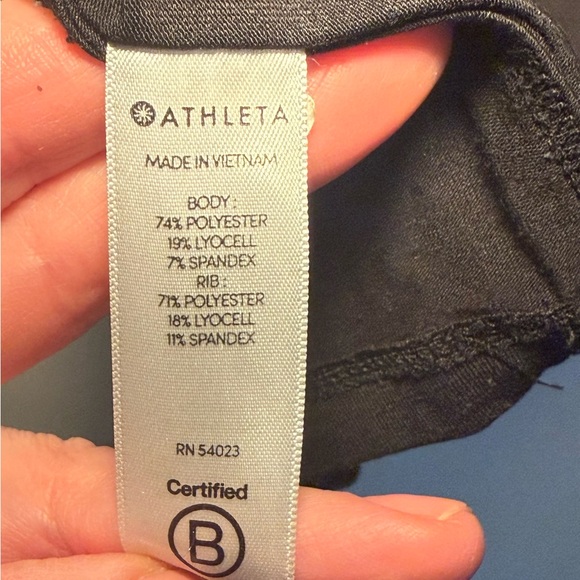 ATHLETA
MADE IN VIETNAM
BODY:
74% POLYESTER
19% LYOCELL
7% SPANDEX
RIB:
71% POLYESTER
18% LYOCELL
11% SPANDEX
RN 54023
Certified
B